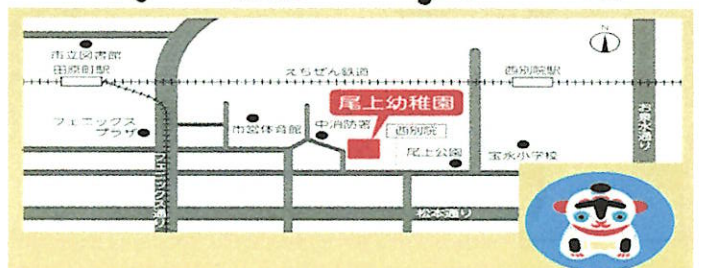 N
市立図書館
田原町駅
えちぜん鉄道
西別院駅
尾上幼稚園
フェニックス
プラザ
市営体育館
中消防署
西別院
尾上公園
宝永小学校
お泉水通り
フェニックス通り
松本通り